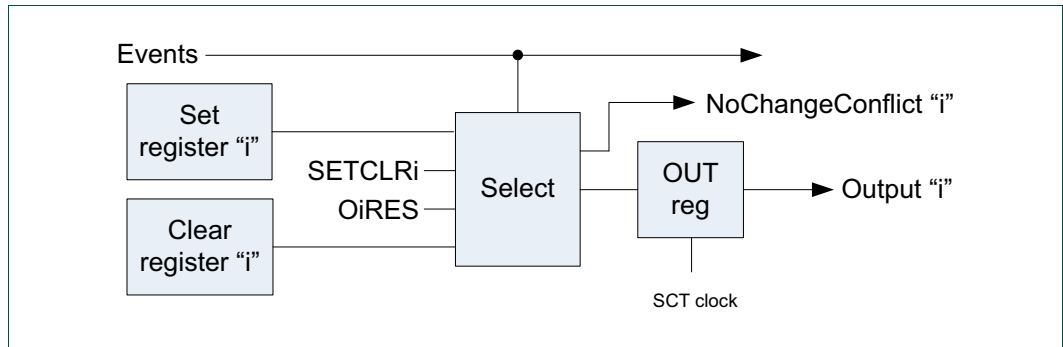 Events
Set
register “i”
NoChangeConflict “i”
SETCLRi
Select
OUT
reg
Output “i”
OiRES
Clear
register “i”
SCT clock